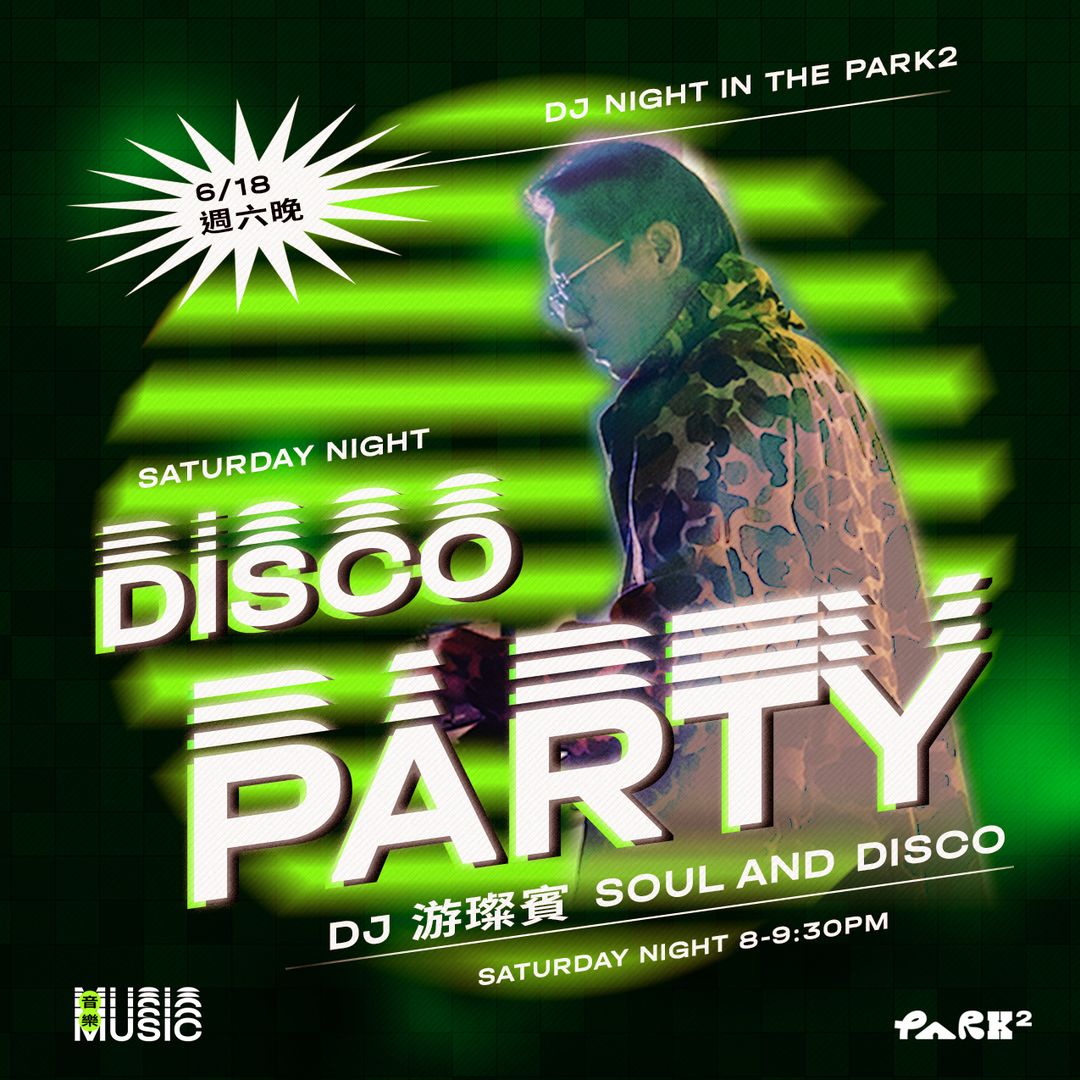 DJ NIGHT IN THE PARK2
6/18
週六晚
SATURDAY NIGHT
DISCO
PARTY
DJ 游璨賓 SOUL AND DISCO
SATURDAY NIGHT 8-9:30PM
音樂
MUSIC
PARK2